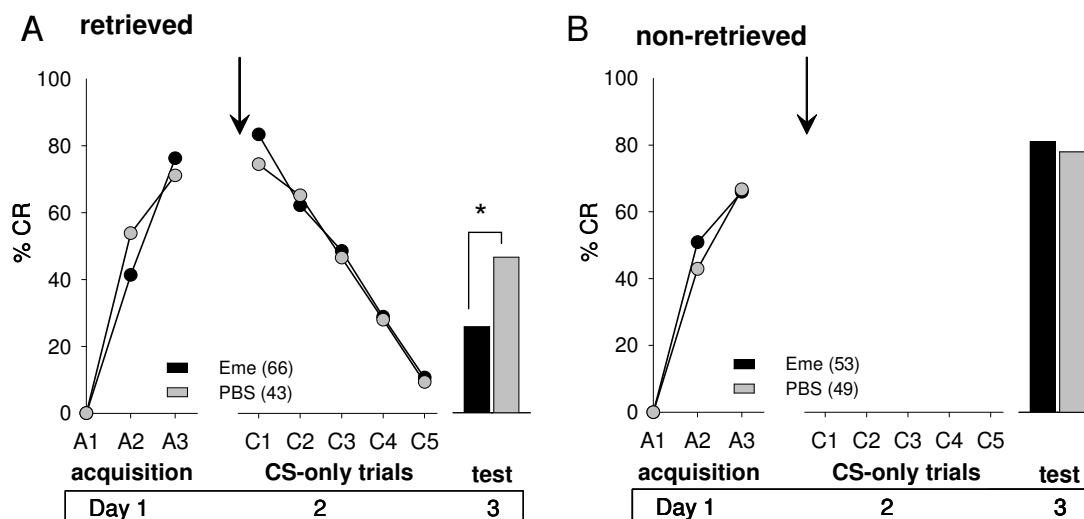 A retrieved
% CR
100
80
60
40
20
0
*
Eme (66)
PBS (43)
A1 A2 A3 C1 C2 C3 C4 C5
acquisition CS-only trials test
Day 1 2 3
B non-retrieved
% CR
100
80
60
40
20
0
Eme (53)
PBS (49)
A1 A2 A3 C1 C2 C3 C4 C5
acquisition CS-only trials test
Day 1 2 3